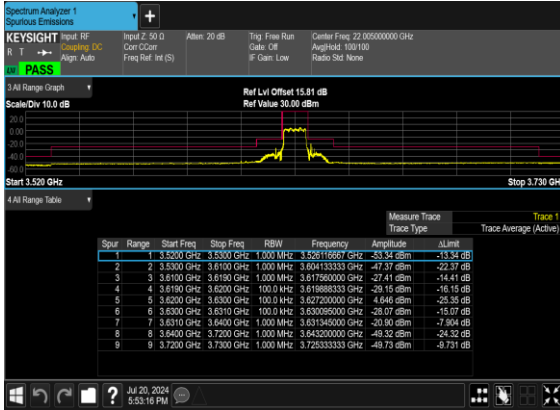 Spectrum Analyzer 1
Spurious Emissions
+
KEYSIGHT Input: RF Input Z: 50 Ω Atten: 20 dB Trig: Free Run Center Freq: 22.005000000 GHz
R T Coupling: DC Corr CCorr Gate: Off Avg|Hold: 100/100
Align: Auto Freq Ref: Int (S) IF Gain: Low Radio Std: None
PASS
3 All Range Graph
Ref Lvl Offset 15.81 dB
Scale/Div 10.0 dB Ref Value 30.00 dBm
20.0
0.00
-20.0
-40.0
-60.0
Start 3.520 GHz Stop 3.730 GH
4 All Range Table
Measure Trace Trace 1
Trace Type Trace Average (Active)
Spur Range Start Freq Stop Freq RBW Frequency Amplitude ΔLimit
1 1 3.5200 GHz 3.5300 GHz 1.000 MHz 3.526116667 GHz -53.34 dBm -13.34 dB
2 2 3.5300 GHz 3.6100 GHz 1.000 MHz 3.604133333 GHz -47.37 dBm -22.37 dB
3 3 3.6100 GHz 3.6190 GHz 1.000 MHz 3.617560000 GHz -27.41 dBm -14.41 dB
4 4 3.6190 GHz 3.6200 GHz 100.0 kHz 3.619888333 GHz -29.15 dBm -16.15 dB
5 5 3.6200 GHz 3.6300 GHz 100.0 kHz 3.627200000 GHz 4.646 dBm -25.35 dB
6 6 3.6300 GHz 3.6310 GHz 100.0 kHz 3.630095000 GHz -28.07 dBm -15.07 dB
7 7 3.6310 GHz 3.6400 GHz 1.000 MHz 3.631345000 GHz -20.90 dBm -7.904 dB
8 8 3.6400 GHz 3.7200 GHz 1.000 MHz 3.643200000 GHz -49.32 dBm -24.32 dB
9 9 3.7200 GHz 3.7300 GHz 1.000 MHz 3.725333333 GHz -49.73 dBm -9.731 dB
?
Jul 20, 2024
5:53:16 PM